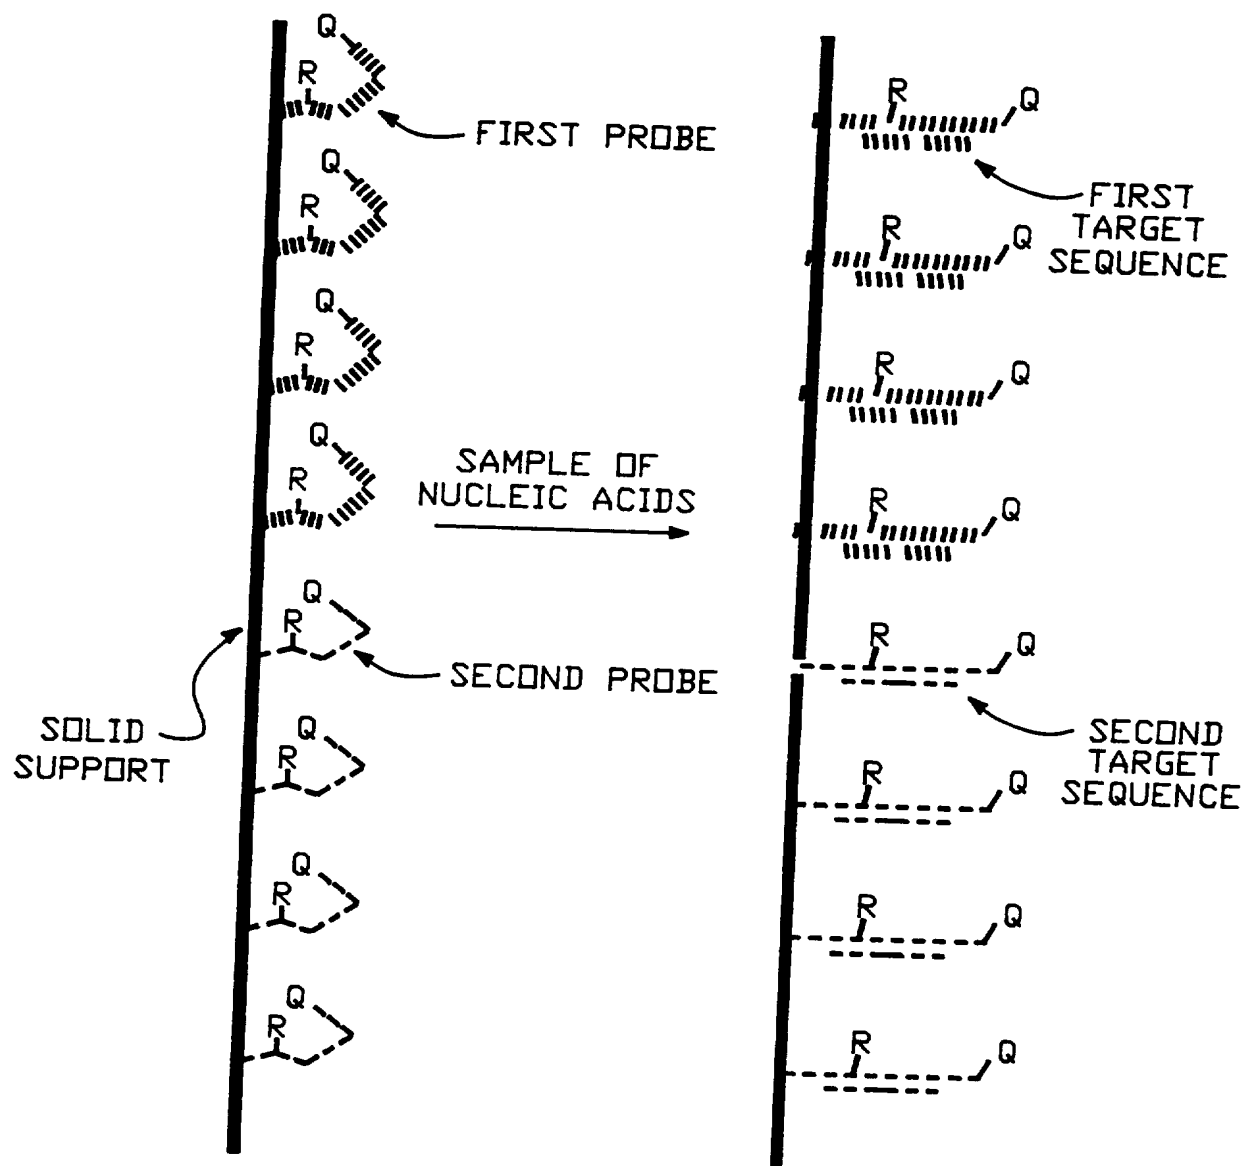 Q
R
FIRST PROBE
Q
R
Q
R
Q
R
SAMPLE OF
NUCLEIC ACIDS
Q
R
SECOND PROBE
SOLID
SUPPORT
Q
R
Q
R
Q
R
R
Q
FIRST
TARGET
SEQUENCE
R
Q
R
Q
R
Q
R
Q
SECOND
TARGET
SEQUENCE
R
Q
R
Q
R
Q